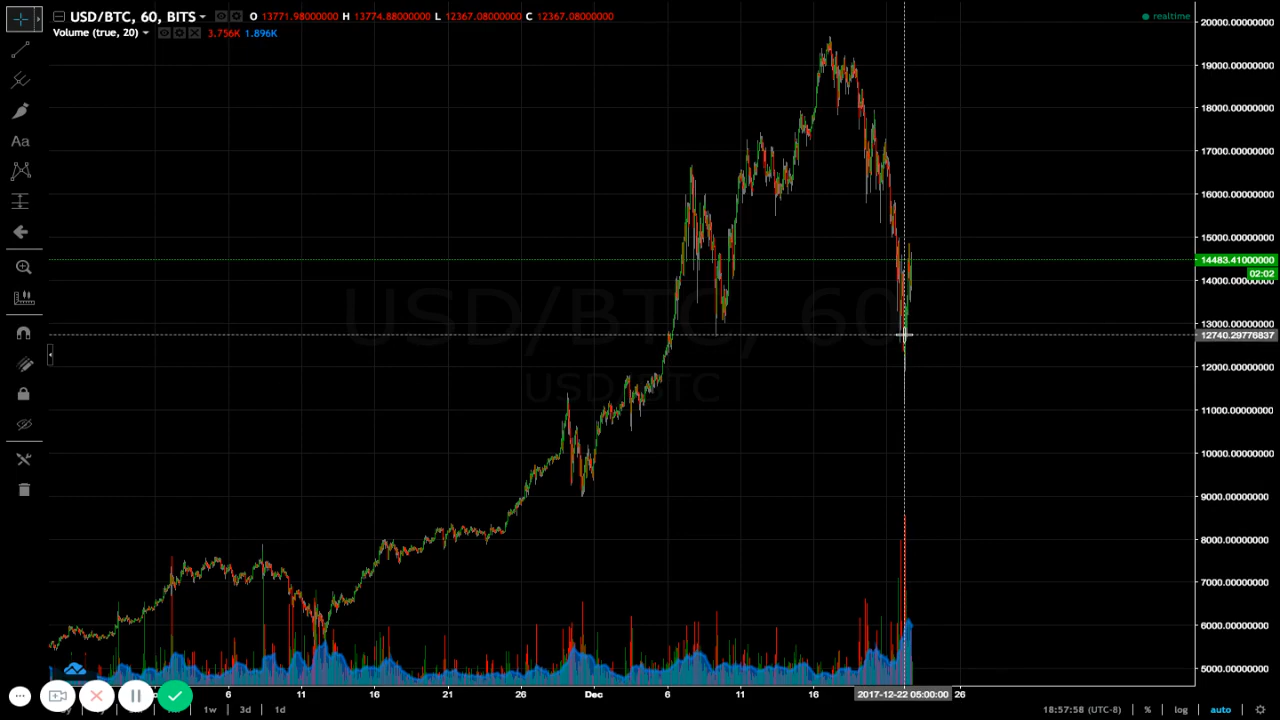 USD/BTC, 60, BITS O 13771.98000000 H 13774.88000000 L 12367.08000000 C 12367.08000000
realtime
Volume (true, 20) 3.756K 1.896K
20000.00000000
19000.00000000
18000.00000000
17000.00000000
16000.00000000
15000.00000000
14483.41000000
02:02
14000.00000000
13000.00000000
12740.29776837
12000.00000000
11000.00000000
10000.00000000
9000.00000000
8000.00000000
7000.00000000
6000.00000000
5000.00000000
Aa
USD/BTC, 60
USD/BTC
6 11 16 21 26 Dec 6 11 16 2017-12-22 05:00:00 26
1w 3d 1d 18:57:58 (UTC-8) % log auto